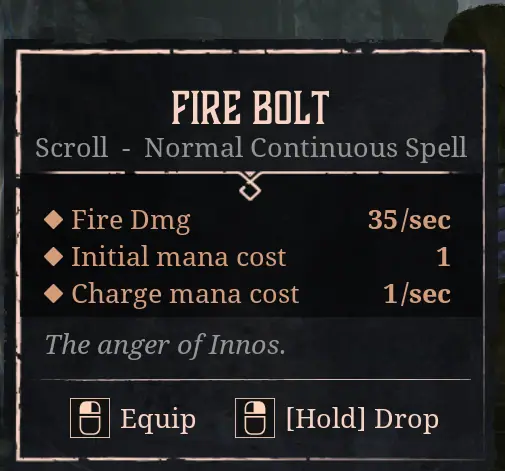 FIRE BOLT
Scroll - Normal Continuous Spell
Fire Dmg 35/sec
Initial mana cost 1
Charge mana cost 1/sec
The anger of Innos.
Equip [Hold] Drop